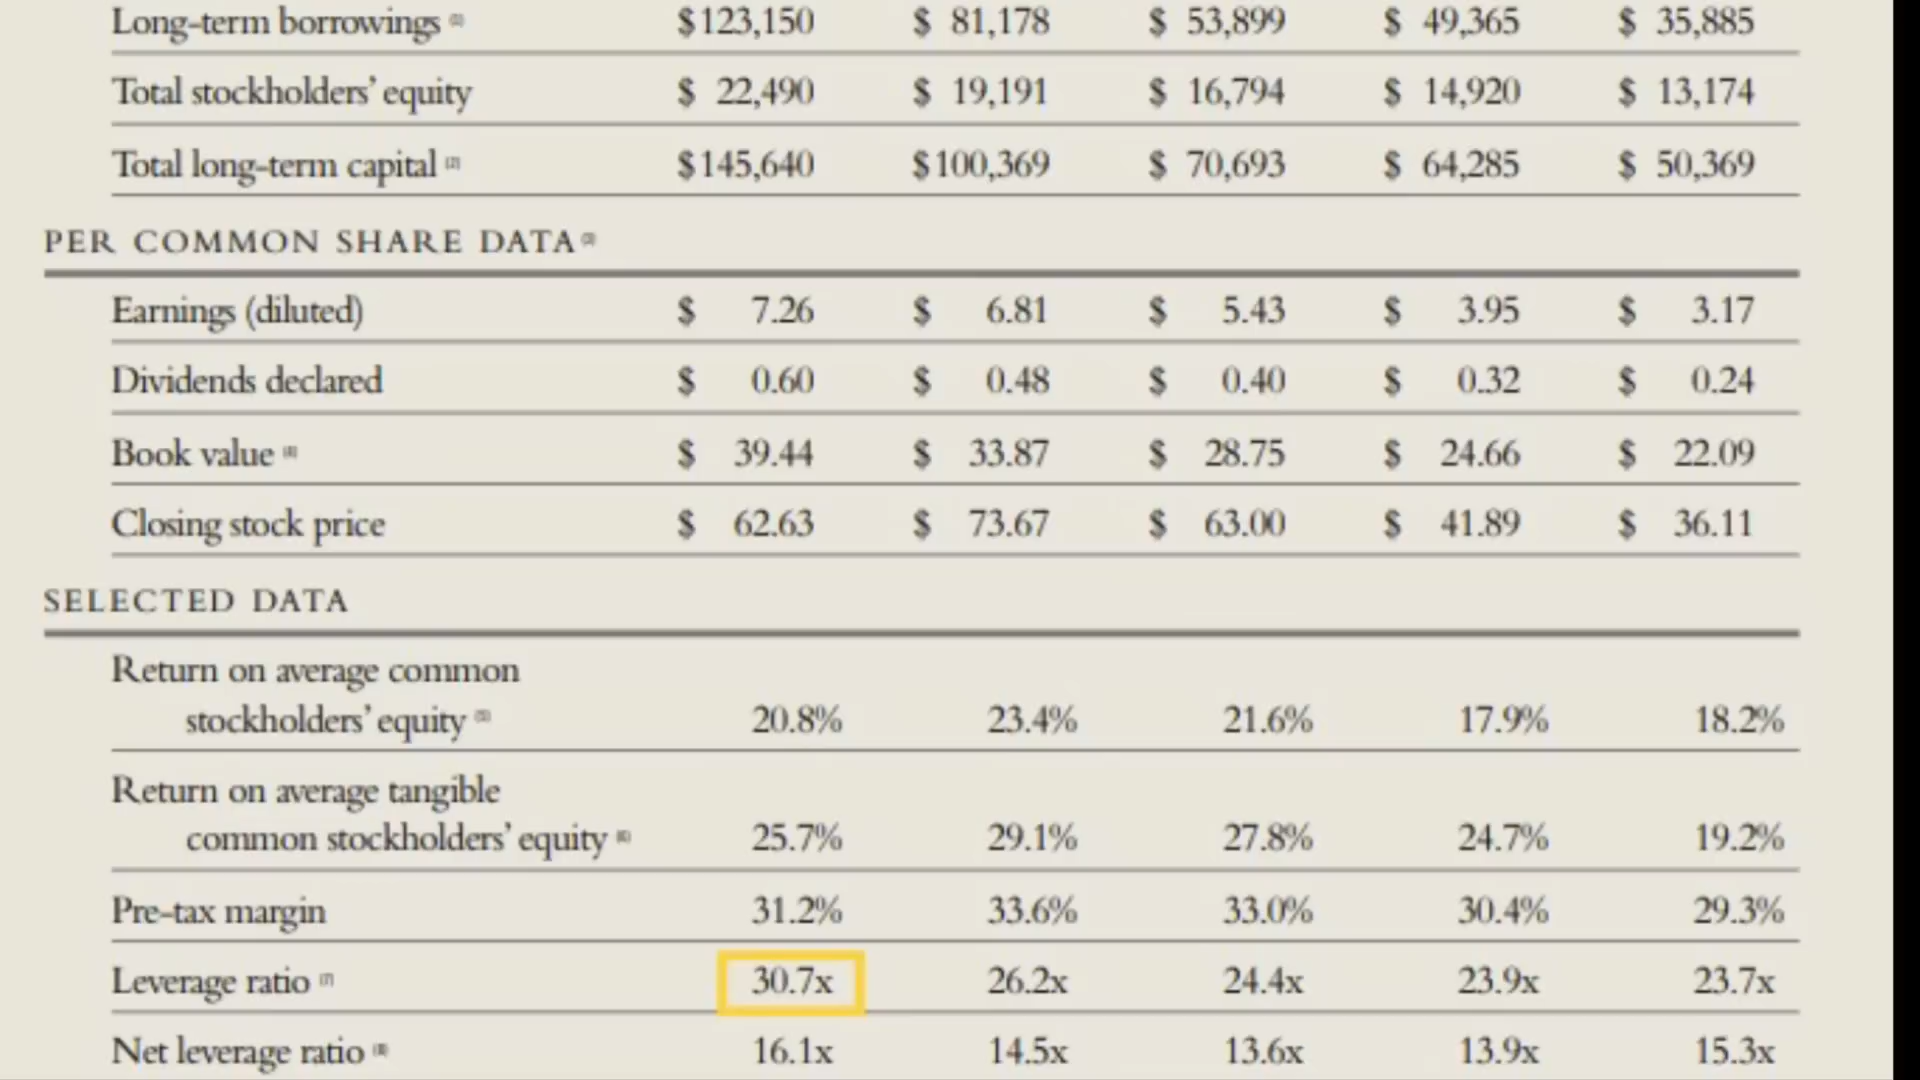 Long-term borrowings (1) $123,150 $ 81,178 $ 53,899 $ 49,365 $ 35,885
Total stockholders' equity $ 22,490 $ 19,191 $ 16,794 $ 14,920 $ 13,174
Total long-term capital (2) $145,640 $100,369 $ 70,693 $ 64,285 $ 50,369
PER COMMON SHARE DATA (3)
Earnings (diluted) $ 7.26 $ 6.81 $ 5.43 $ 3.95 $ 3.17
Dividends declared $ 0.60 $ 0.48 $ 0.40 $ 0.32 $ 0.24
Book value (4) $ 39.44 $ 33.87 $ 28.75 $ 24.66 $ 22.09
Closing stock price $ 62.63 $ 73.67 $ 63.00 $ 41.89 $ 36.11
SELECTED DATA
Return on average common
stockholders' equity (5) 20.8% 23.4% 21.6% 17.9% 18.2%
Return on average tangible
common stockholders' equity (6) 25.7% 29.1% 27.8% 24.7% 19.2%
Pre-tax margin 31.2% 33.6% 33.0% 30.4% 29.3%
Leverage ratio (7) 30.7x 26.2x 24.4x 23.9x 23.7x
Net leverage ratio (8) 16.1x 14.5x 13.6x 13.9x 15.3x